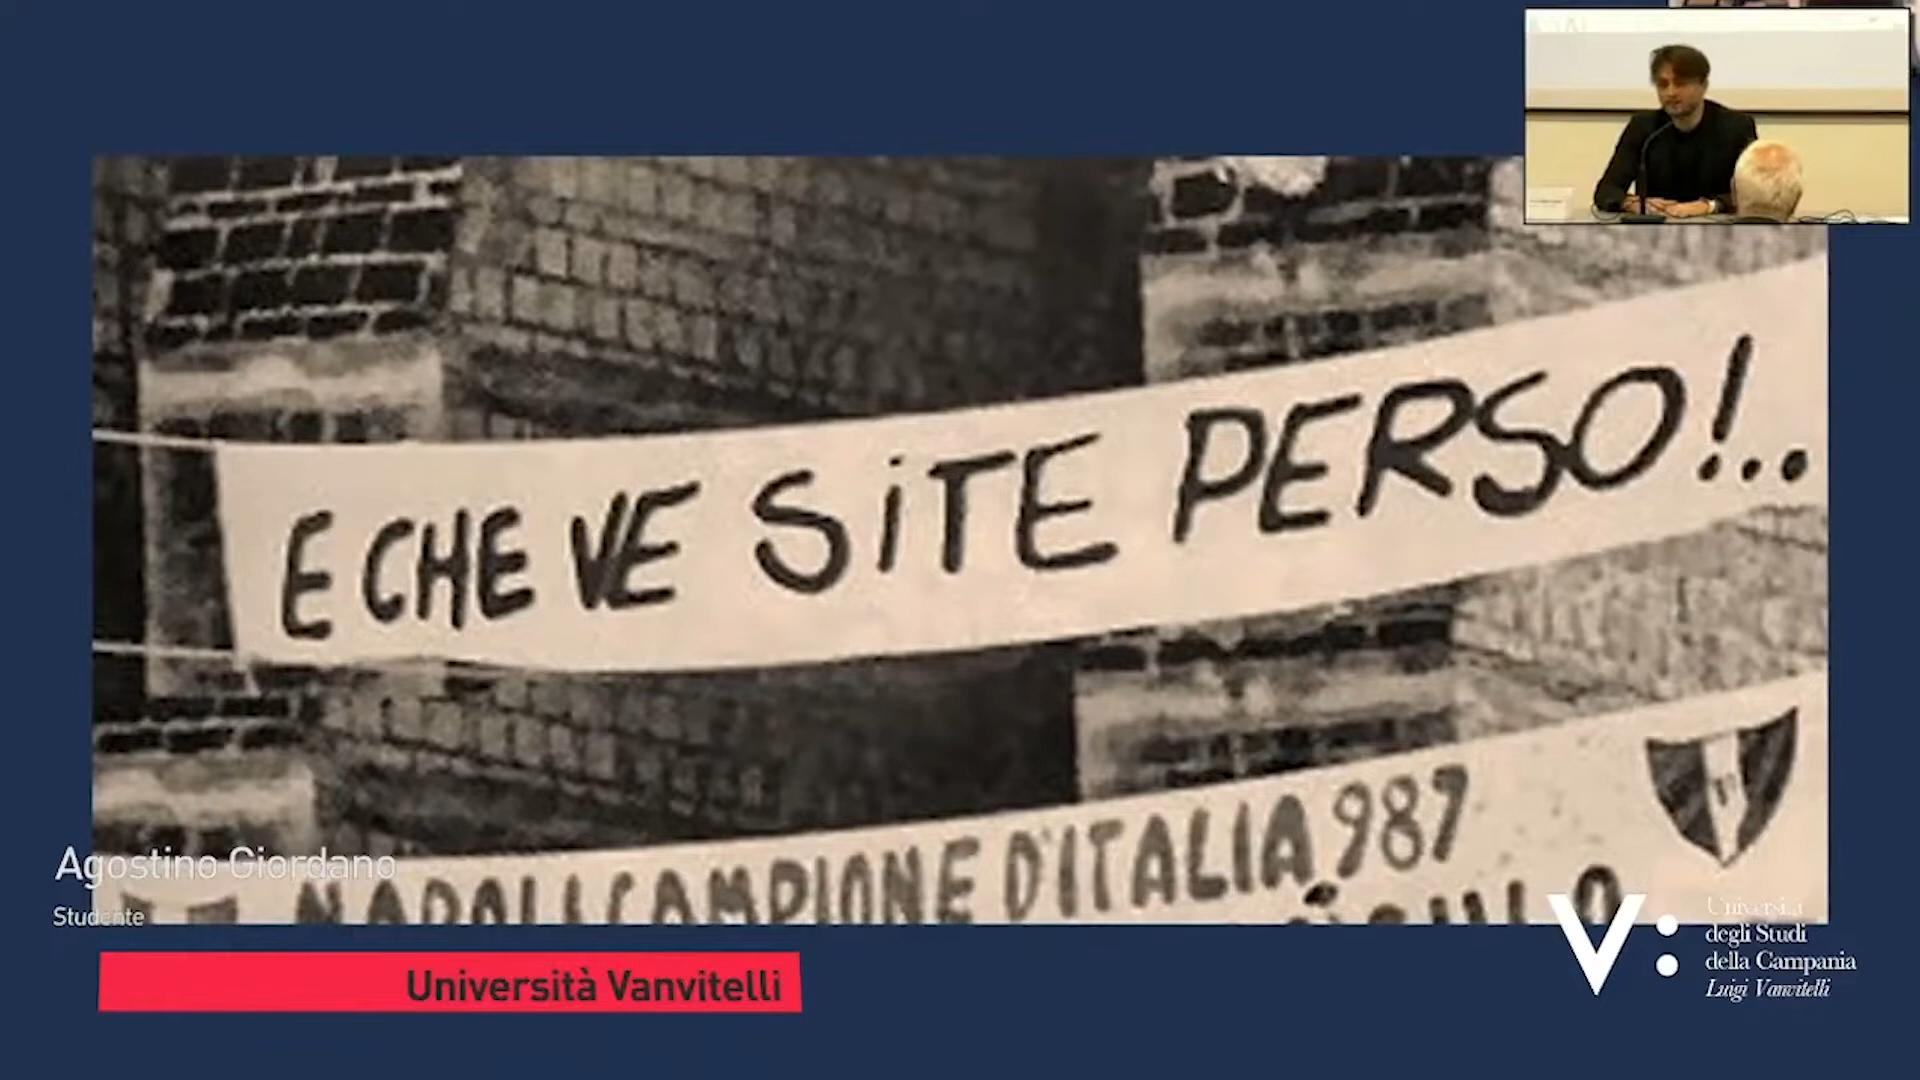 E CHE VE SITE PERSO!..
NAPOLI CAMPIONE D'ITALIA 987
Agostino Giordano
Studente
Università Vanvitelli
V:
Università
degli Studi
della Campania
Luigi Vanvitelli